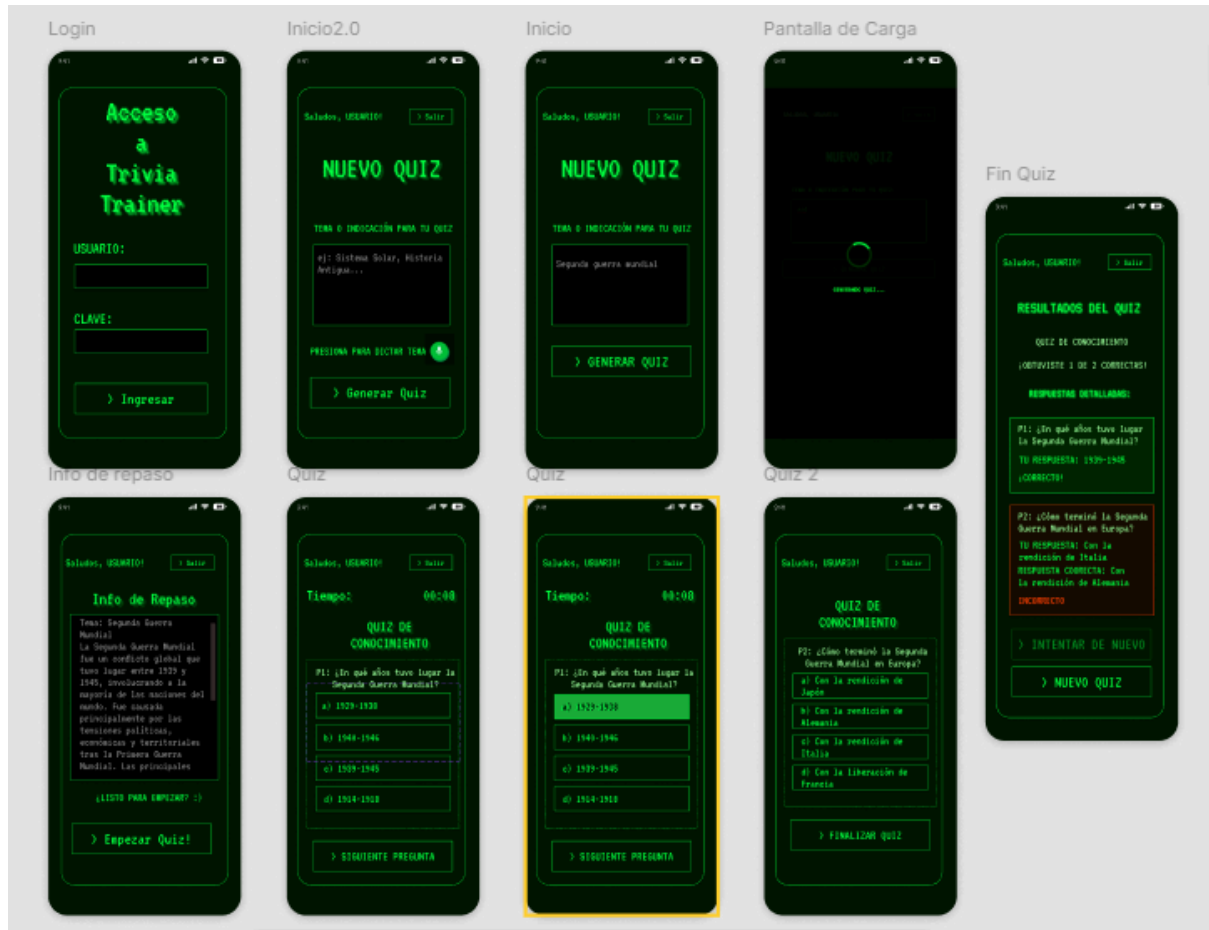 Login
Acceso
a
Trivia
Trainer
USUARIO:
CLAVE:
> Ingresar
Inicio2.0
Saludos, USUARIO!
> Salir
NUEVO QUIZ
TEMA O INDICACIÓN PARA TU QUIZ
ej: Sistema Solar, Historia
Antigua...
PRESIONA PARA DICTAR TEMA
> Generar Quiz
Inicio
Saludos, USUARIO!
> Salir
NUEVO QUIZ
TEMA O INDICACIÓN PARA TU QUIZ
Segunda guerra mundial
> GENERAR QUIZ
Pantalla de Carga
NUEVO QUIZ
GENERANDO QUIZ...
Info de repaso
Saludos, USUARIO!
> Salir
Info de Repaso
Tema: Segunda Guerra
Mundial
La Segunda Guerra Mundial
fue un conflicto global que
tuvo lugar entre 1939 y
1945, involucrando a la
mayoría de las naciones del
mundo. Fue causada
principalmente por las
tensiones políticas,
económicas y territoriales
tras la Primera Guerra
Mundial. Las principales
¿LISTO PARA EMPEZAR? :)
> Empezar Quiz!
Quiz
Saludos, USUARIO!
> Salir
Tiempo: 00:08
QUIZ DE
CONOCIMIENTO
P1: ¿En qué años tuvo lugar la
Segunda Guerra Mundial?
a) 1929-1938
b) 1940-1946
c) 1939-1945
d) 1914-1918
> SIGUIENTE PREGUNTA
Quiz
Saludos, USUARIO!
> Salir
Tiempo: 00:08
QUIZ DE
CONOCIMIENTO
P1: ¿En qué años tuvo lugar la
Segunda Guerra Mundial?
a) 1929-1938
b) 1940-1946
c) 1939-1945
d) 1914-1918
> SIGUIENTE PREGUNTA
Quiz 2
Saludos, USUARIO!
> Salir
QUIZ DE
CONOCIMIENTO
P2: ¿Cómo terminó la Segunda
Guerra Mundial en Europa?
a) Con la rendición de
Japón
b) Con la rendición de
Alemania
c) Con la rendición de
Italia
d) Con la liberación de
Francia
> FINALIZAR QUIZ
Fin Quiz
Saludos, USUARIO!
> Salir
RESULTADOS DEL QUIZ
QUIZ DE CONOCIMIENTO
¡OBTUVISTE 1 DE 2 CORRECTAS!
RESPUESTAS DETALLADAS:
P1: ¿En qué años tuvo lugar
la Segunda Guerra Mundial?
TU RESPUESTA: 1939-1945
¡CORRECTO!
P2: ¿Cómo terminó la Segunda
Guerra Mundial en Europa?
TU RESPUESTA: Con la
rendición de Italia
RESPUESTA CORRECTA: Con
la rendición de Alemania
INCORRECTO
> INTENTAR DE NUEVO
> NUEVO QUIZ